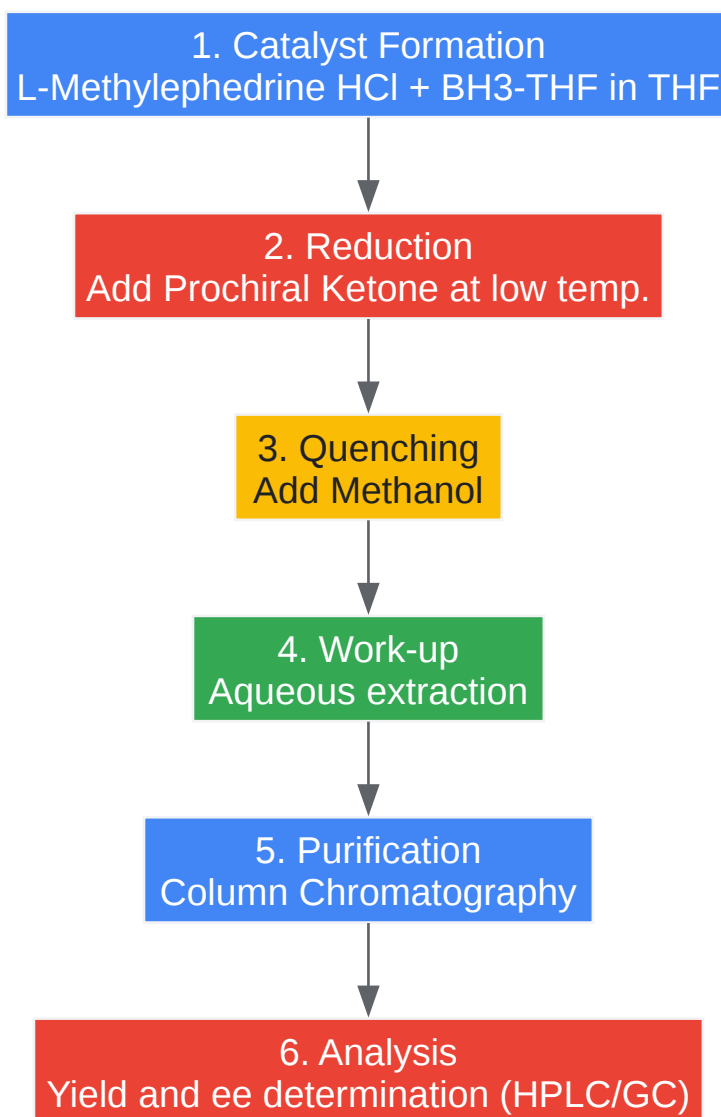 1. Catalyst Formation
L-Methylephedrine HCl + BH3-THF in THF
2. Reduction
Add Prochiral Ketone at low temp.
3. Quenching
Add Methanol
4. Work-up
Aqueous extraction
5. Purification
Column Chromatography
6. Analysis
Yield and ee determination (HPLC/GC)